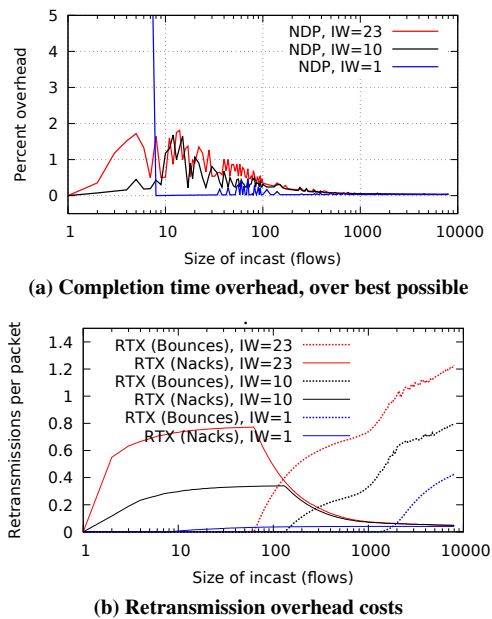 NDP, IW=23
NDP, IW=10
NDP, IW=1
Percent overhead
5
4
3
2
1
0
1 10 100 1000 10000
Size of incast (flows)
(a) Completion time overhead, over best possible
RTX (Bounces), IW=23
RTX (Nacks), IW=23
RTX (Bounces), IW=10
RTX (Nacks), IW=10
RTX (Bounces), IW=1
RTX (Nacks), IW=1
Retransmissions per packet
1.4
1.2
1
0.8
0.6
0.4
0.2
0
1 10 100 1000 10000
Size of incast (flows)
(b) Retransmission overhead costs